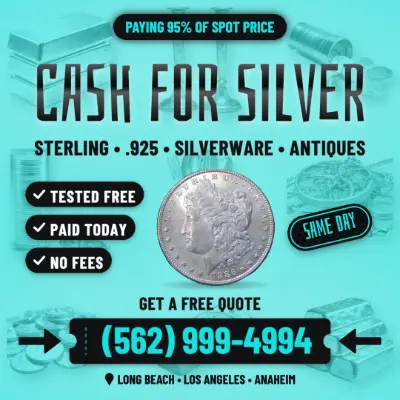 PAYING 95% OF SPOT PRICE
CASH FOR SILVER
STERLING • .925 • SILVERWARE • ANTIQUES
TESTED FREE
PAID TODAY
NO FEES
SAME DAY
GET A FREE QUOTE
(562) 999-4994
LONG BEACH • LOS ANGELES • ANAHEIM